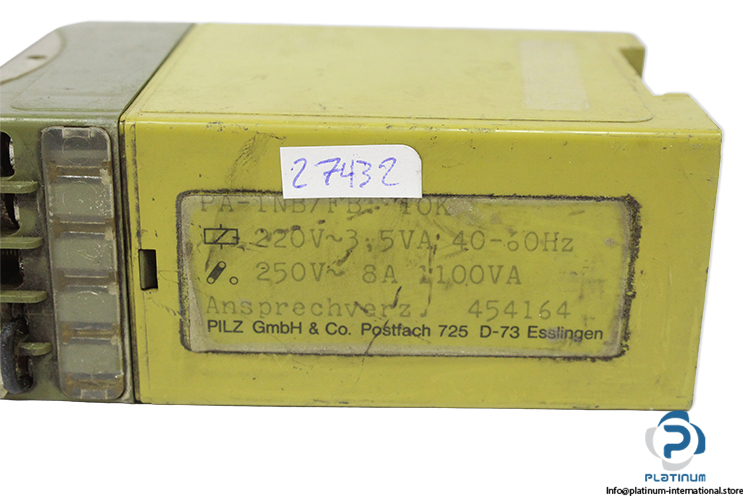 27432
PA-1NB/FB 10K
220V~3,5VA 40-60Hz
250V~ 8A 1100VA
Ansprechverz. 454164
PILZ GmbH & Co. Postfach 725 D-73 Esslingen
PLATINUM
Info@platinum-international.store